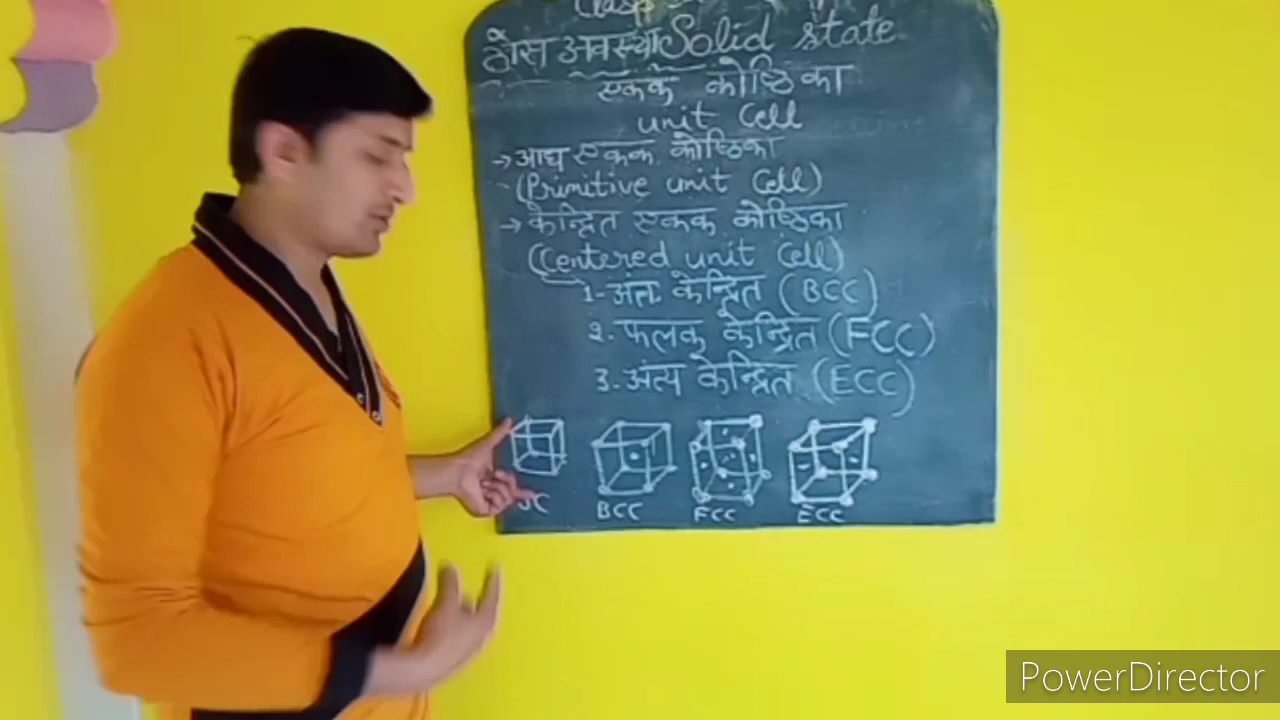 Class
ठोस अवस्था Solid state
एकक कोष्ठिका
unit Cell
→ आद्य एकक कोष्ठिका
(Primitive unit Cell)
→ केन्द्रित एकक कोष्ठिका
(Centered unit Cell)
1- अंतः केन्द्रित (BCC)
2. फलक केन्द्रित (FCC)
3. अंत्य केन्द्रित (ECC)
BCC FCC ECC
PowerDirector